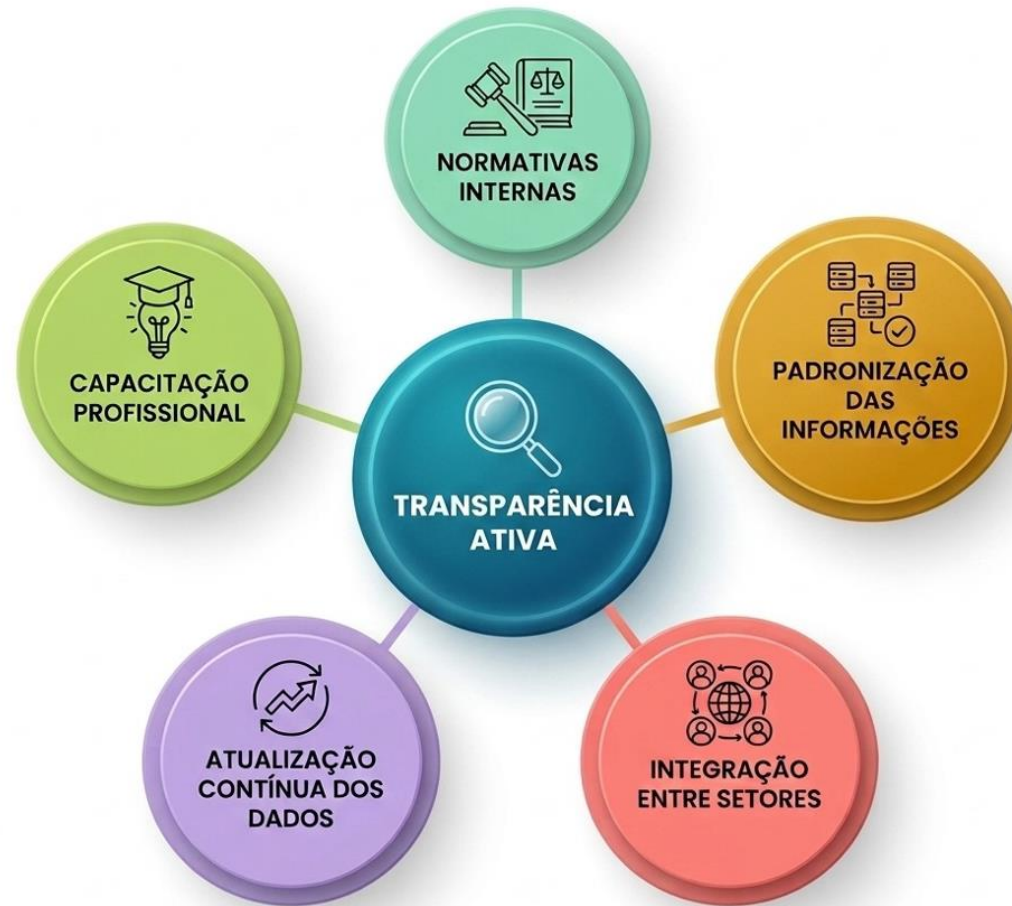 NORMATIVAS
INTERNAS
CAPACITAÇÃO
PROFISSIONAL
PADRONIZAÇÃO
DAS
INFORMAÇÕES
TRANSPARÊNCIA
ATIVA
ATUALIZAÇÃO
CONTÍNUA DOS
DADOS
INTEGRAÇÃO
ENTRE SETORES